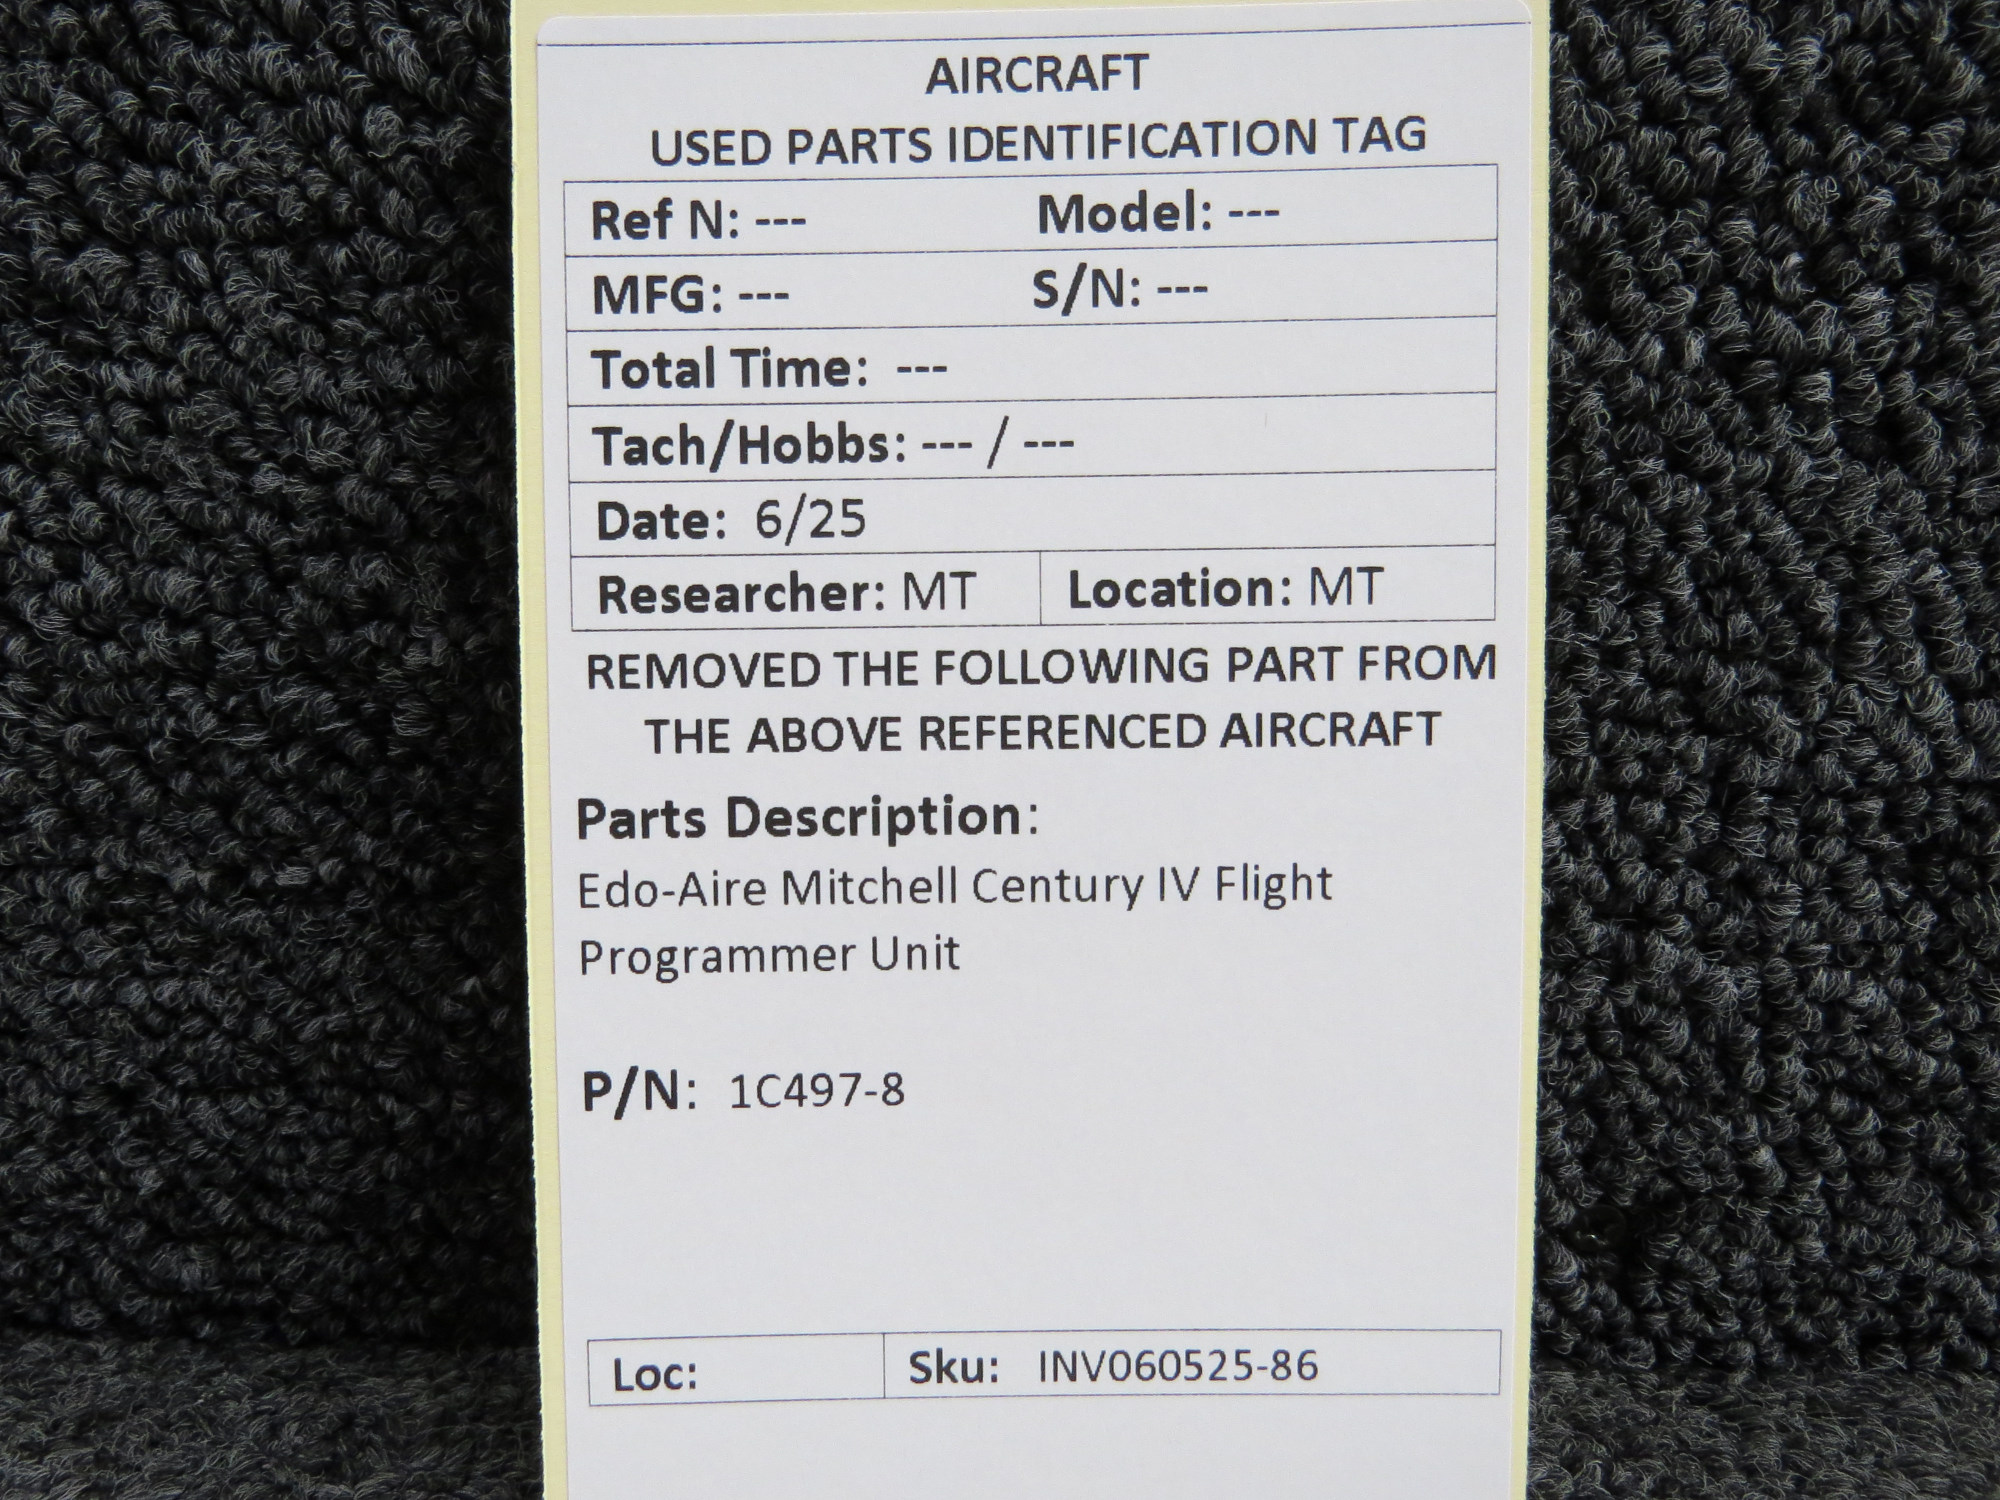 AIRCRAFT
USED PARTS IDENTIFICATION TAG
Ref N: --- Model: ---
MFG: --- S/N: ---
Total Time: ---
Tach/Hobbs: --- / ---
Date: 6/25
Researcher: MT Location: MT
REMOVED THE FOLLOWING PART FROM
THE ABOVE REFERENCED AIRCRAFT
Parts Description:
Edo-Aire Mitchell Century IV Flight
Programmer Unit
P/N: 1C497-8
Loc: Sku: INV060525-86